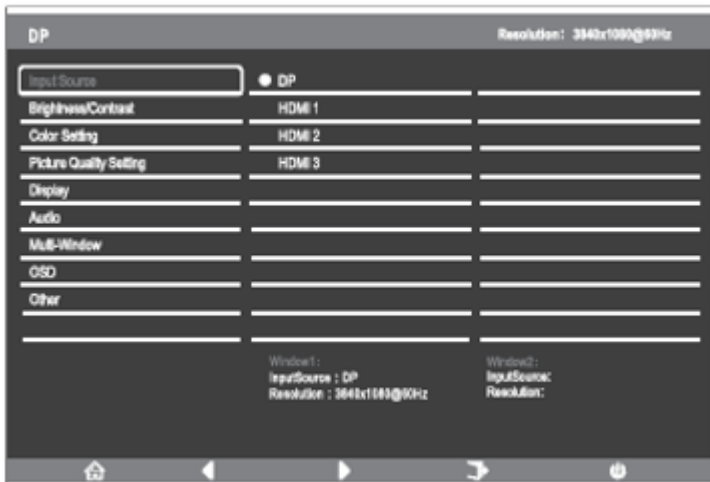 DP
Resolution: 3840x1080@60Hz
Input Source
DP
Brightness/Contrast
HDMI 1
Color Setting
HDMI 2
Picture Quality Setting
HDMI 3
Display
Audio
Multi-Window
OSD
Other
Window1:
InputSource : DP
Resolution : 3840x1080@60Hz
Window2:
InputSource:
Resolution: